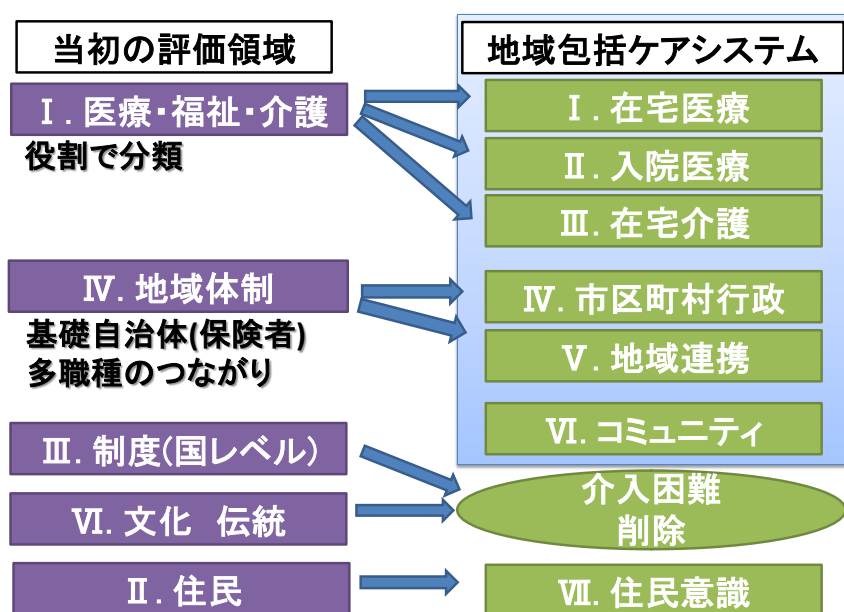 当初の評価領域
Ⅰ.医療・福祉・介護
役割で分類
Ⅳ.地域体制
基礎自治体(保険者)
多職種のつながり
Ⅲ.制度(国レベル)
Ⅵ.文化　伝統
Ⅱ.住民
地域包括ケアシステム
Ⅰ.在宅医療
Ⅱ.入院医療
Ⅲ.在宅介護
Ⅳ.市区町村行政
Ⅴ.地域連携
Ⅵ.コミュニティ
介入困難
削除
Ⅶ.住民意識